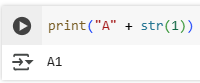 print("A" + str(1))
A1